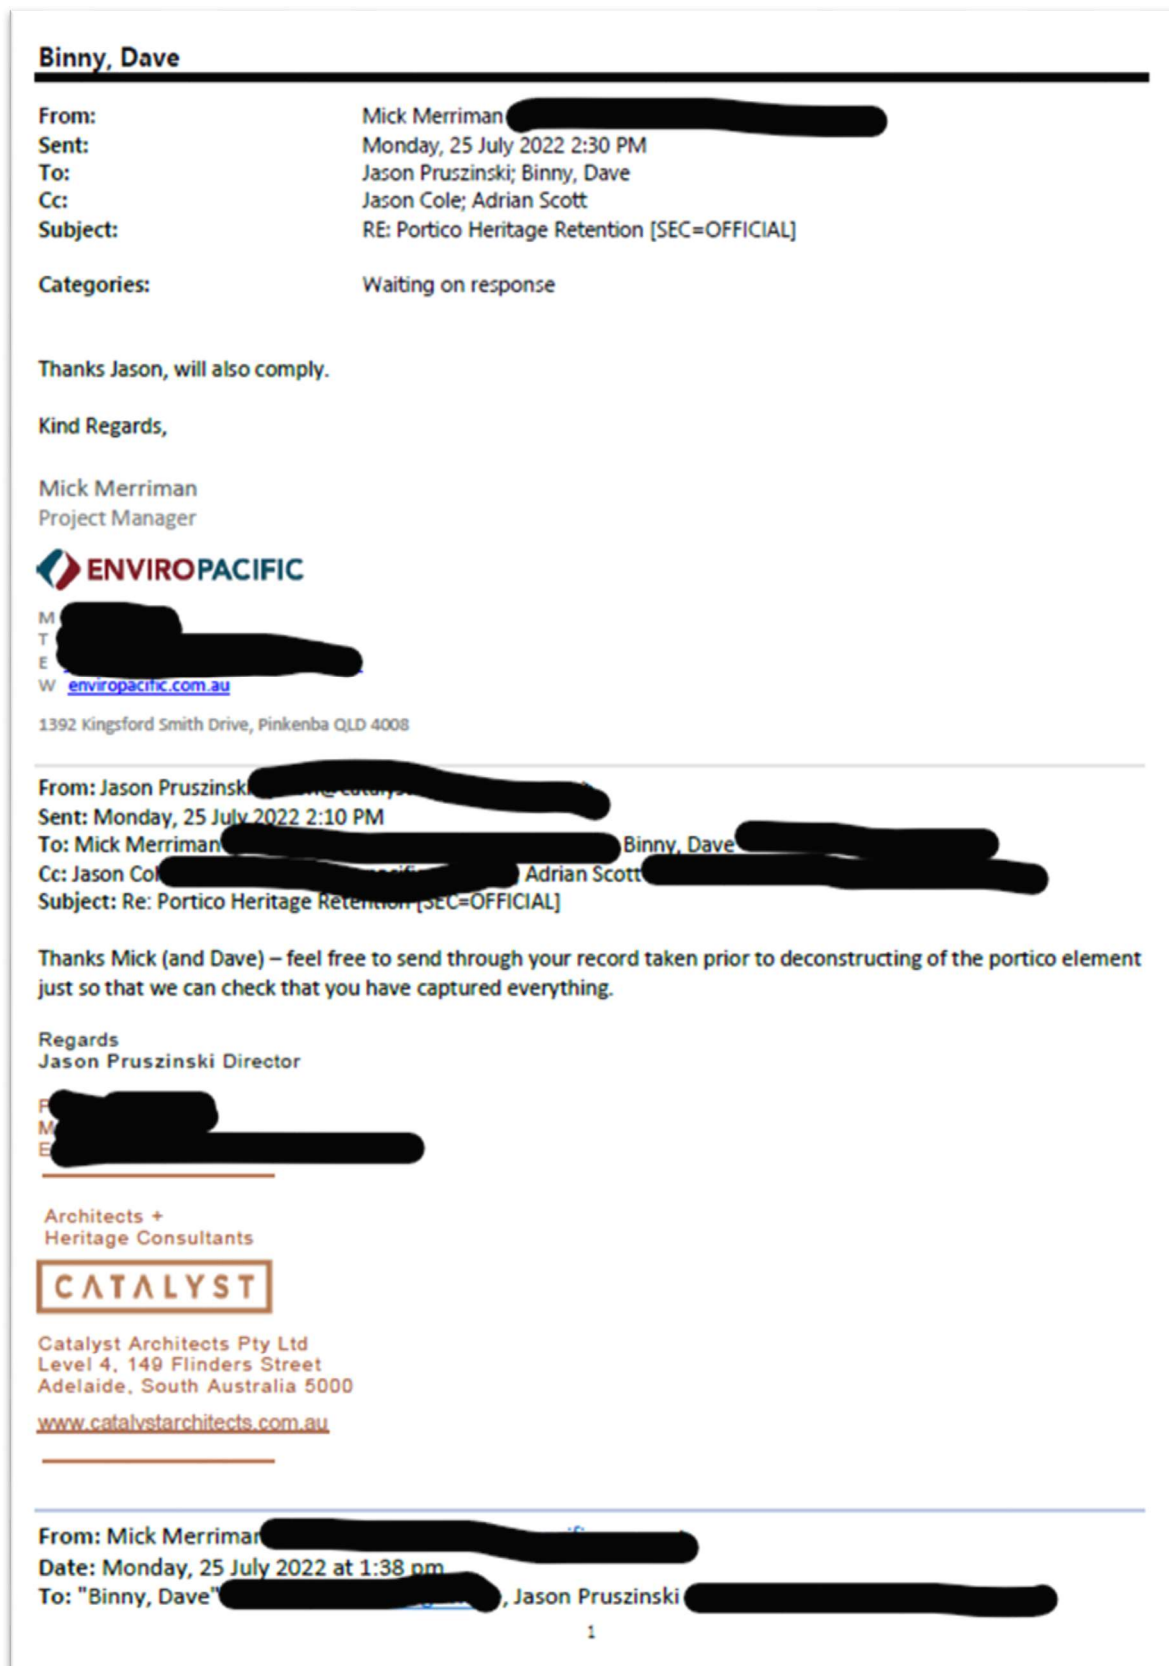 Binny, Dave
From: Mick Merriman
Sent: Monday, 25 July 2022 2:30 PM
To: Jason Pruszinski; Binny, Dave
Cc: Jason Cole; Adrian Scott
Subject: RE: Portico Heritage Retention [SEC=OFFICIAL]
Categories: Waiting on response
Thanks Jason, will also comply.
Kind Regards,
Mick Merriman
Project Manager
ENVIROPACIFIC
M
T
E
W enviropacific.com.au
1392 Kingsford Smith Drive, Pinkenba QLD 4008
From: Jason Pruszinski
Sent: Monday, 25 July 2022 2:10 PM
To: Mick Merriman Binny, Dave
Cc: Jason Col Adrian Scott
Subject: Re: Portico Heritage Retention [SEC=OFFICIAL]
Thanks Mick (and Dave) – feel free to send through your record taken prior to deconstructing of the portico element
just so that we can check that you have captured everything.
Regards
Jason Pruszinski Director
P
M
E
Architects +
Heritage Consultants
CATALYST
Catalyst Architects Pty Ltd
Level 4, 149 Flinders Street
Adelaide, South Australia 5000
www.catalystarchitects.com.au
From: Mick Merriman
Date: Monday, 25 July 2022 at 1:38 pm
To: "Binny, Dave" , Jason Pruszinski
1